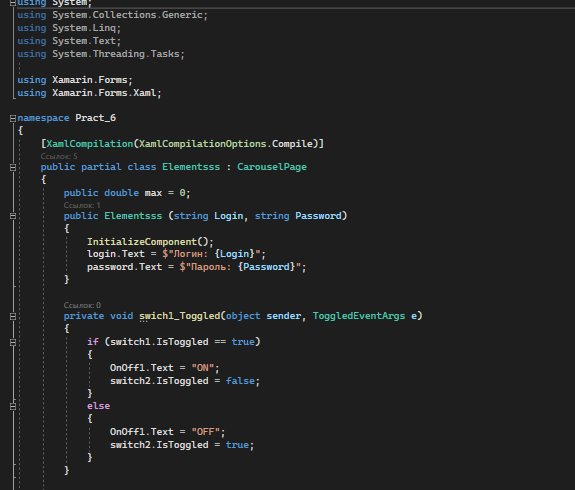 using System;
using System.Collections.Generic;
using System.Linq;
using System.Text;
using System.Threading.Tasks;
using Xamarin.Forms;
using Xamarin.Forms.Xaml;
namespace Pract_6
{
[XamlCompilation(XamlCompilationOptions.Compile)]
Ссылок: 5
public partial class Elementsss : CarouselPage
{
public double max = 0;
Ссылок: 1
public Elementsss (string Login, string Password)
{
InitializeComponent();
login.Text = $"Логин: {Login}";
password.Text = $"Пароль: {Password}";
}
Ссылок: 0
private void swich1_Toggled(object sender, ToggledEventArgs e)
{
if (switch1.IsToggled == true)
{
OnOff1.Text = "ON";
switch2.IsToggled = false;
}
else
{
OnOff1.Text = "OFF";
switch2.IsToggled = true;
}
}